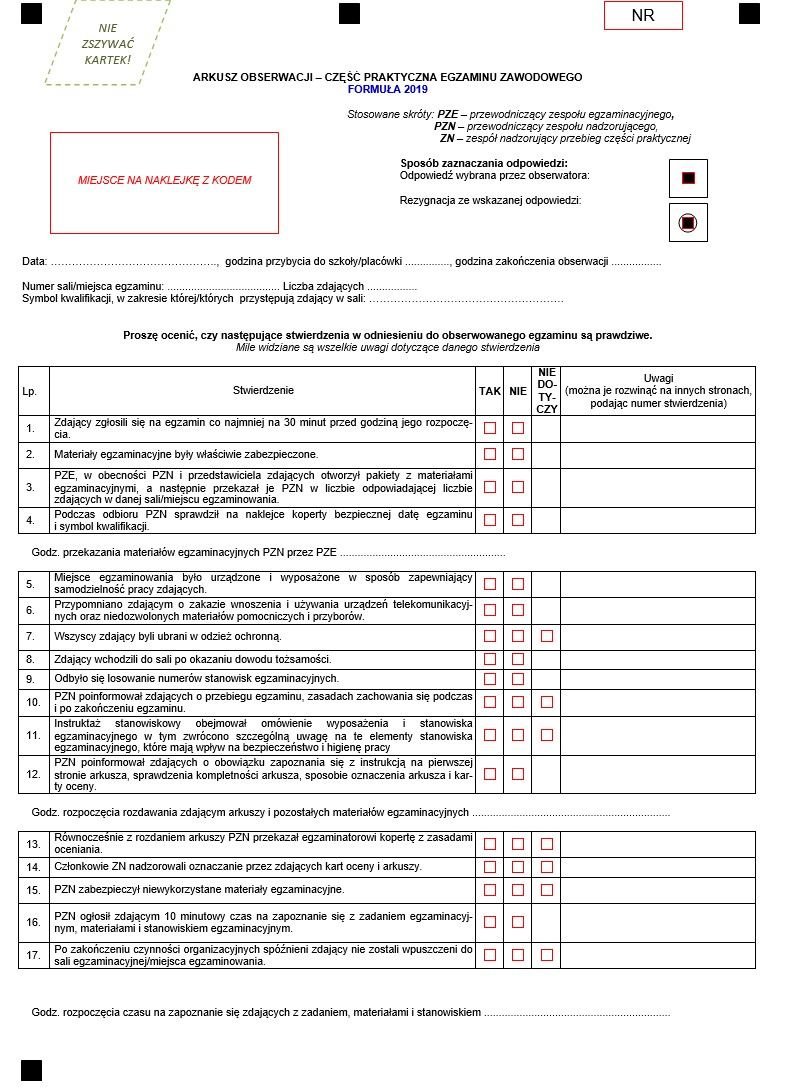 NIE
ZSZYWAĆ
KARTEK!
NR
ARKUSZ OBSERWACJI – CZĘŚĆ PRAKTYCZNA EGZAMINU ZAWODOWEGO
FORMUŁA 2019
Stosowane skróty: PZE – przewodniczący zespołu egzaminacyjnego,
PZN – przewodniczący zespołu nadzorującego,
ZN – zespół nadzorujący przebieg części praktycznej
MIEJSCE NA NAKLEJKĘ Z KODEM
Sposób zaznaczania odpowiedzi:
Odpowiedź wybrana przez obserwatora:
Rezygnacja ze wskazanej odpowiedzi:
Data: ……………………………………….., godzina przybycia do szkoły/placówki ..............., godzina zakończenia obserwacji .................
Numer sali/miejsca egzaminu: ...................................... Liczba zdających .................
Symbol kwalifikacji, w zakresie której/których przystępują zdający w sali: ……………………………………………….
Proszę ocenić, czy następujące stwierdzenia w odniesieniu do obserwowanego egzaminu są prawdziwe.
Mile widziane są wszelkie uwagi dotyczące danego stwierdzenia
Lp. Stwierdzenie TAK NIE NIE DO-TY-CZY Uwagi
(można je rozwinąć na innych stronach,
podając numer stwierdzenia)
1. Zdający zgłosili się na egzamin co najmniej na 30 minut przed godziną jego rozpoczę-
cia.
2. Materiały egzaminacyjne były właściwie zabezpieczone.
3. PZE, w obecności PZN i przedstawiciela zdających otworzył pakiety z materiałami
egzaminacyjnymi, a następnie przekazał je PZN w liczbie odpowiadającej liczbie
zdających w danej sali/miejscu egzaminowania.
4. Podczas odbioru PZN sprawdził na naklejce koperty bezpiecznej datę egzaminu
i symbol kwalifikacji.
Godz. przekazania materiałów egzaminacyjnych PZN przez PZE ........................................................
5. Miejsce egzaminowania było urządzone i wyposażone w sposób zapewniający
samodzielność pracy zdających.
6. Przypomniano zdającym o zakazie wnoszenia i używania urządzeń telekomunikacyj-
nych oraz niedozwolonych materiałów pomocniczych i przyborów.
7. Wszyscy zdający byli ubrani w odzież ochronną.
8. Zdający wchodzili do sali po okazaniu dowodu tożsamości.
9. Odbyło się losowanie numerów stanowisk egzaminacyjnych.
10. PZN poinformował zdających o przebiegu egzaminu, zasadach zachowania się podczas
i po zakończeniu egzaminu.
11. Instruktaż stanowiskowy obejmował omówienie wyposażenia i stanowiska
egzaminacyjnego w tym zwrócono szczególną uwagę na te elementy stanowiska
egzaminacyjnego, które mają wpływ na bezpieczeństwo i higienę pracy
12. PZN poinformował zdających o obowiązku zapoznania się z instrukcją na pierwszej
stronie arkusza, sprawdzenia kompletności arkusza, sposobie oznaczenia arkusza i kar-
ty oceny.
Godz. rozpoczęcia rozdawania zdającym arkuszy i pozostałych materiałów egzaminacyjnych ...................................................................
13. Równocześnie z rozdaniem arkuszy PZN przekazał egzaminatorowi kopertę z zasadami
oceniania.
14. Członkowie ZN nadzorowali oznaczanie przez zdających kart oceny i arkuszy.
15. PZN zabezpieczył niewykorzystane materiały egzaminacyjne.
16. PZN ogłosił zdającym 10 minutowy czas na zapoznanie się z zadaniem egzaminacyj-
nym, materiałami i stanowiskiem egzaminacyjnym.
17. Po zakończeniu czynności organizacyjnych spóźnieni zdający nie zostali wpuszczeni do
sali egzaminacyjnej/miejsca egzaminowania.
Godz. rozpoczęcia czasu na zapoznanie się zdających z zadaniem, materiałami i stanowiskiem ...............................................................